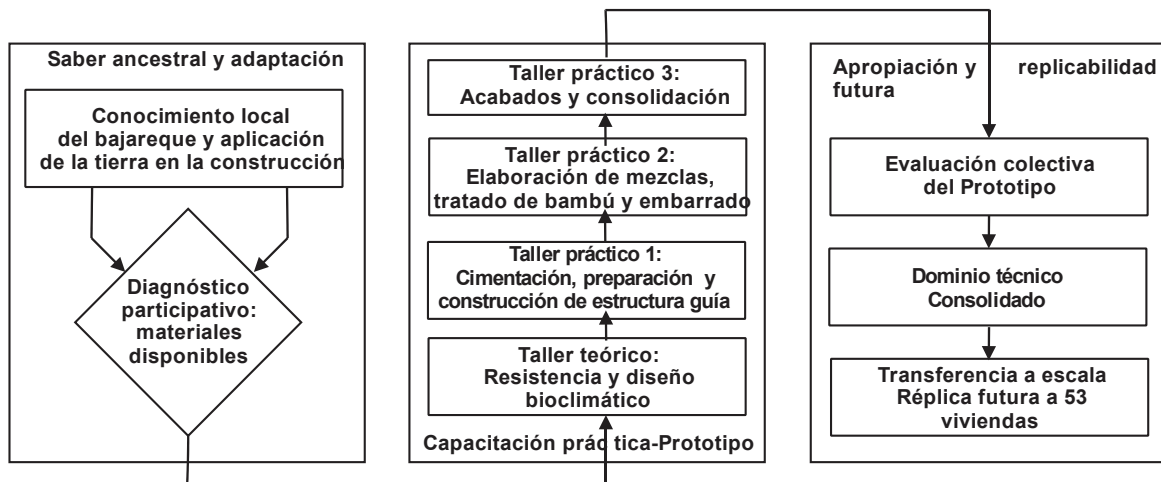 Saber ancestral y adaptación
Conocimiento local
del bajareque y aplicación
de la tierra en la construcción
Diagnóstico
participativo:
materiales
disponibles
Taller práctico 3:
Acabados y consolidación
Taller práctico 2:
Elaboración de mezclas,
tratado de bambú y embarrado
Taller práctico 1:
Cimentación, preparación y
construcción de estructura guía
Taller teórico:
Resistencia y diseño
bioclimático
Capacitación prác tica-Prototipo
Apropiación y replicabilidad
futura
Evaluación colectiva
del Prototipo
Dominio técnico
Consolidado
Transferencia a escala
Réplica futura a 53
viviendas